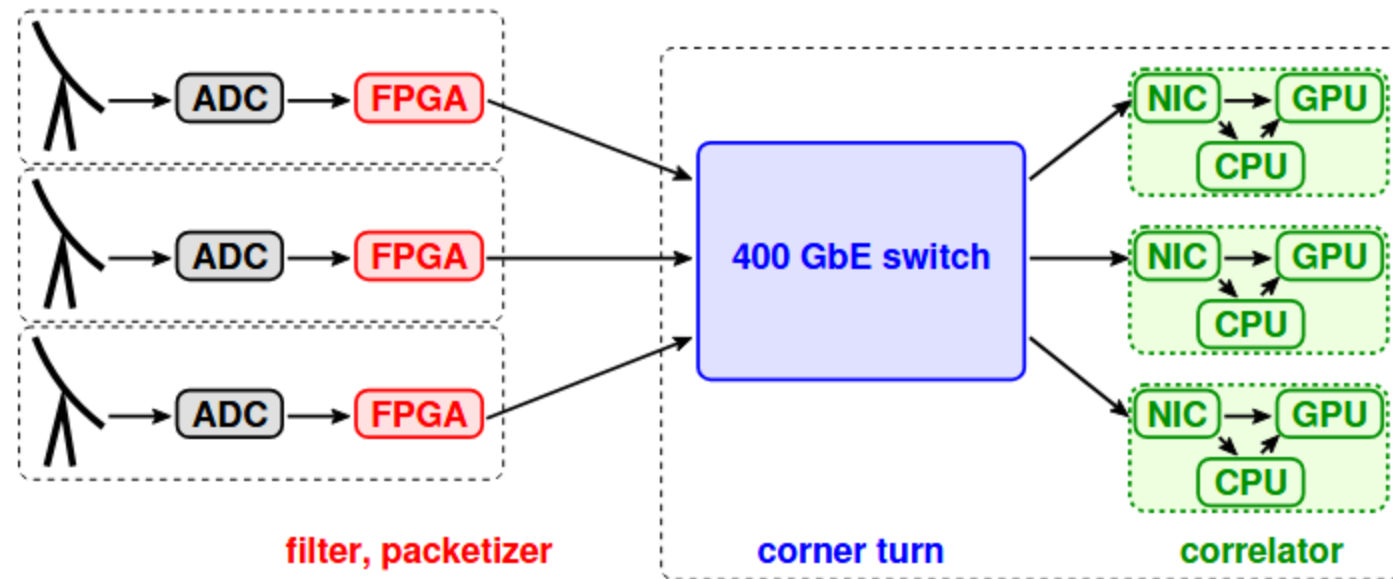 ADC FPGA NIC GPU
CPU
ADC FPGA 400 GbE switch NIC GPU
CPU
ADC FPGA NIC GPU
CPU
filter, packetizer corner turn correlator